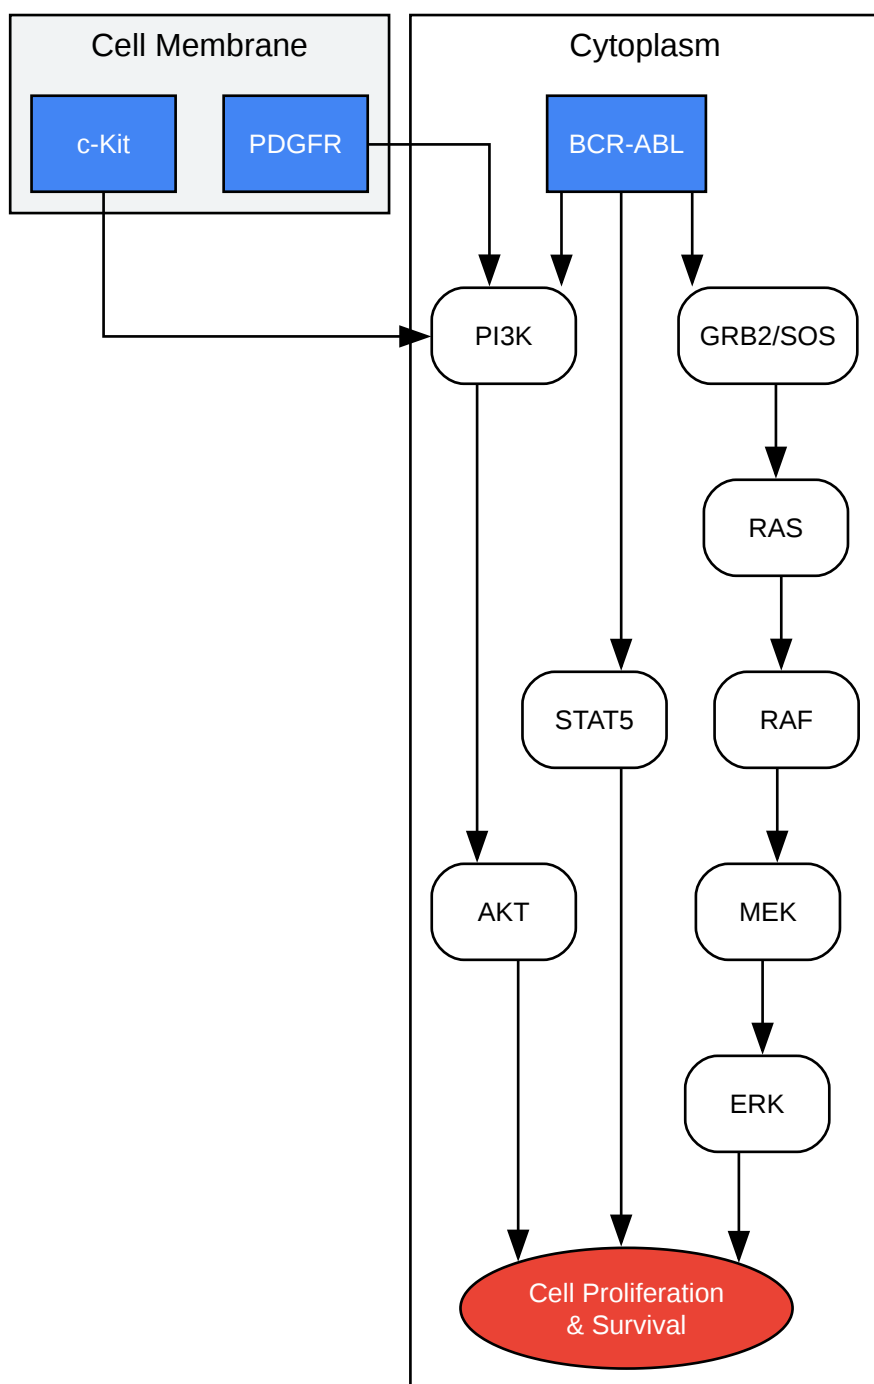 Cell Membrane
Cytoplasm
c-Kit
PDGFR
BCR-ABL
PI3K
GRB2/SOS
RAS
STAT5
RAF
AKT
MEK
ERK
Cell Proliferation
& Survival